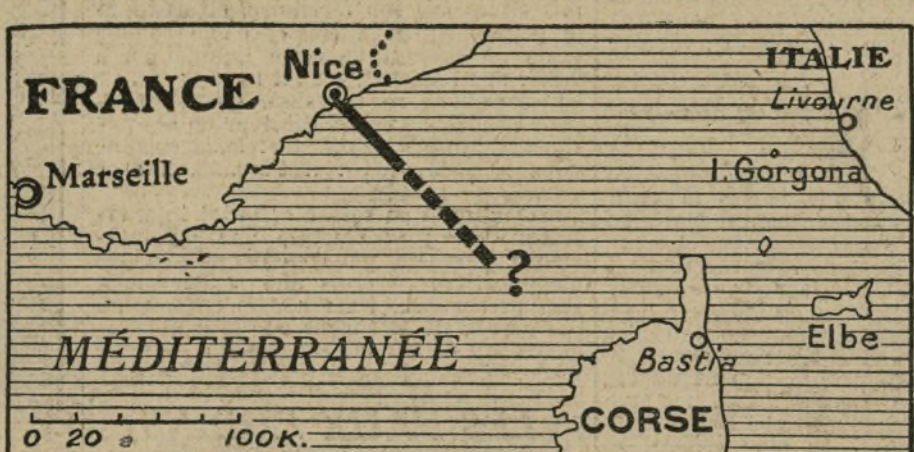 ITALIE
Nice
FRANCE
Livourne
Marseille
I. Gorgona
?
MÉDITERRANÉE
Elbe
Bastia
CORSE
0 20 100K.